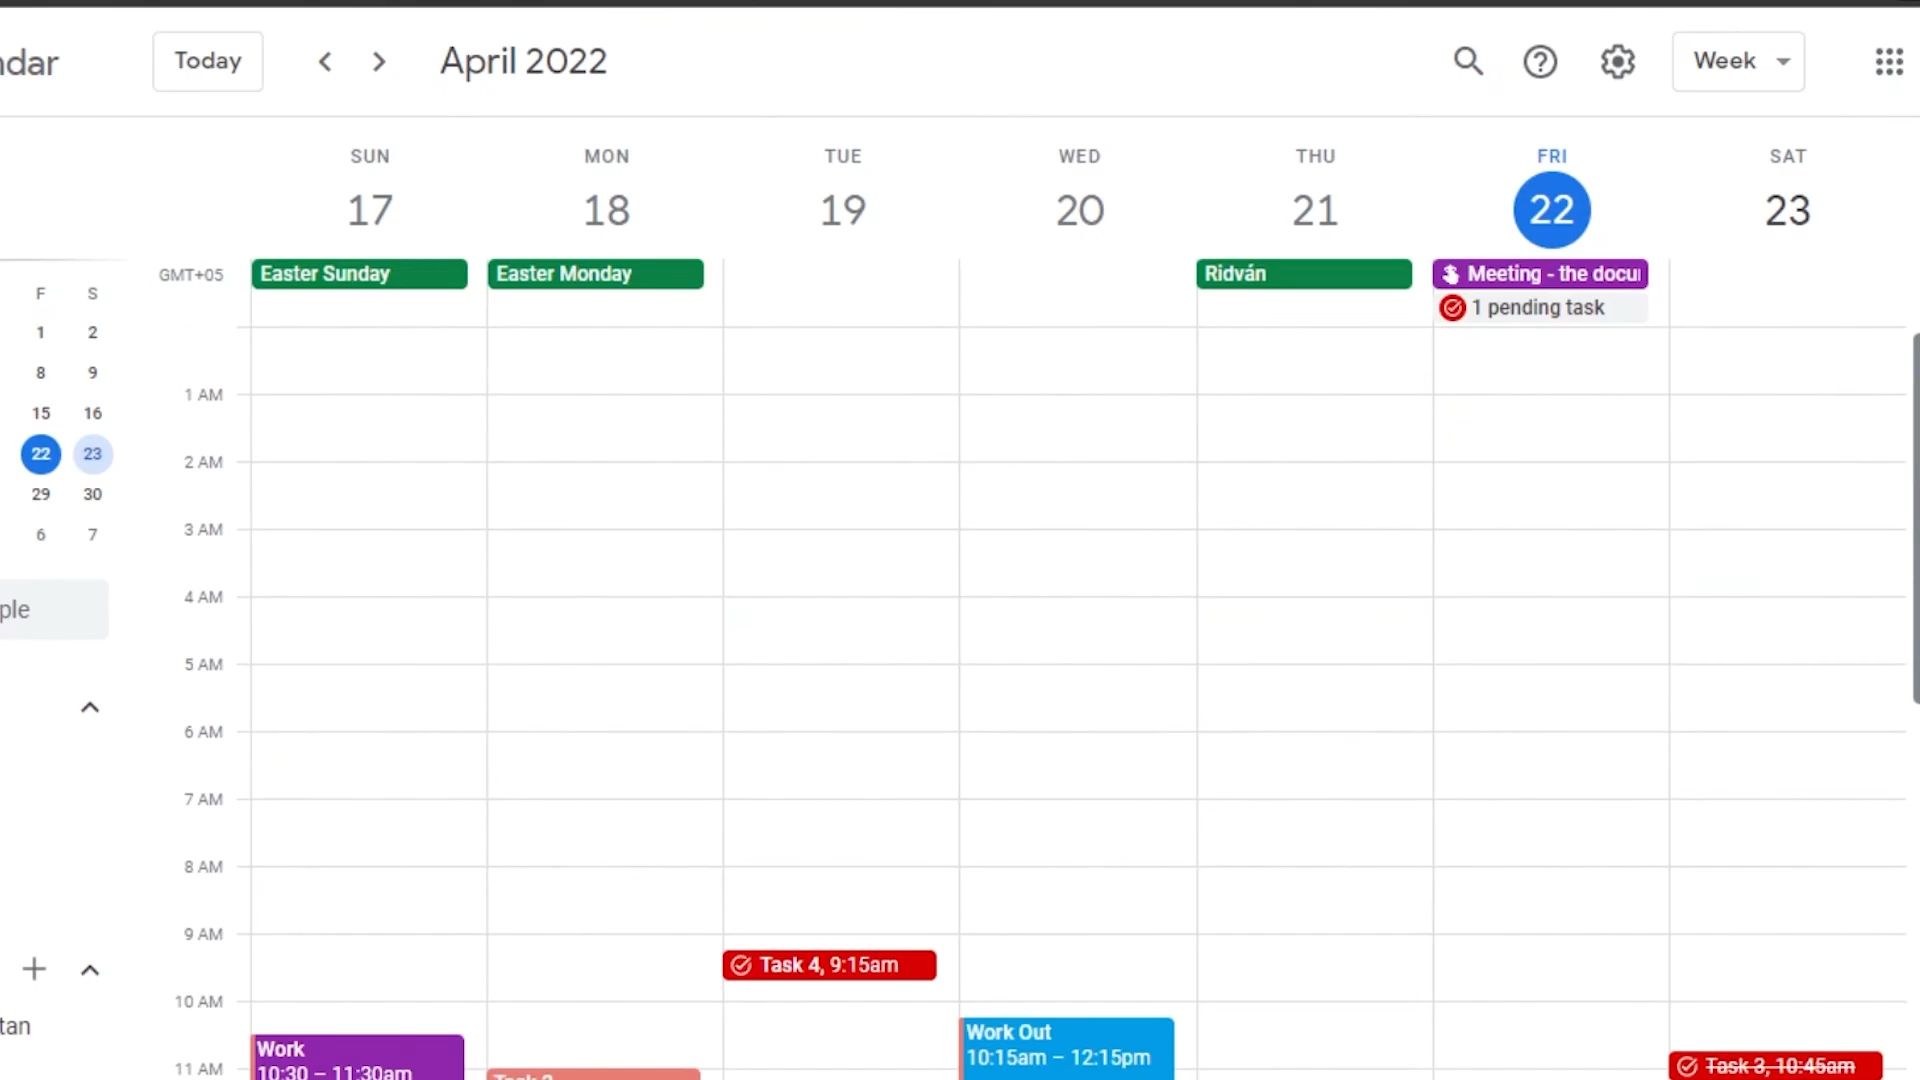 ndar
Today
April 2022
Week
SUN
MON
TUE
WED
THU
FRI
SAT
17
18
19
20
21
22
23
GMT+05
Easter Sunday
Easter Monday
Ridván
Meeting - the docu
1 pending task
F S
1 2
8 9
15 16
22 23
29 30
6 7
ple
tan
1 AM
2 AM
3 AM
4 AM
5 AM
6 AM
7 AM
8 AM
9 AM
10 AM
11 AM
Task 4, 9:15am
Work
10:30 – 11:30am
Work Out
10:15am – 12:15pm
Task 3, 10:45am